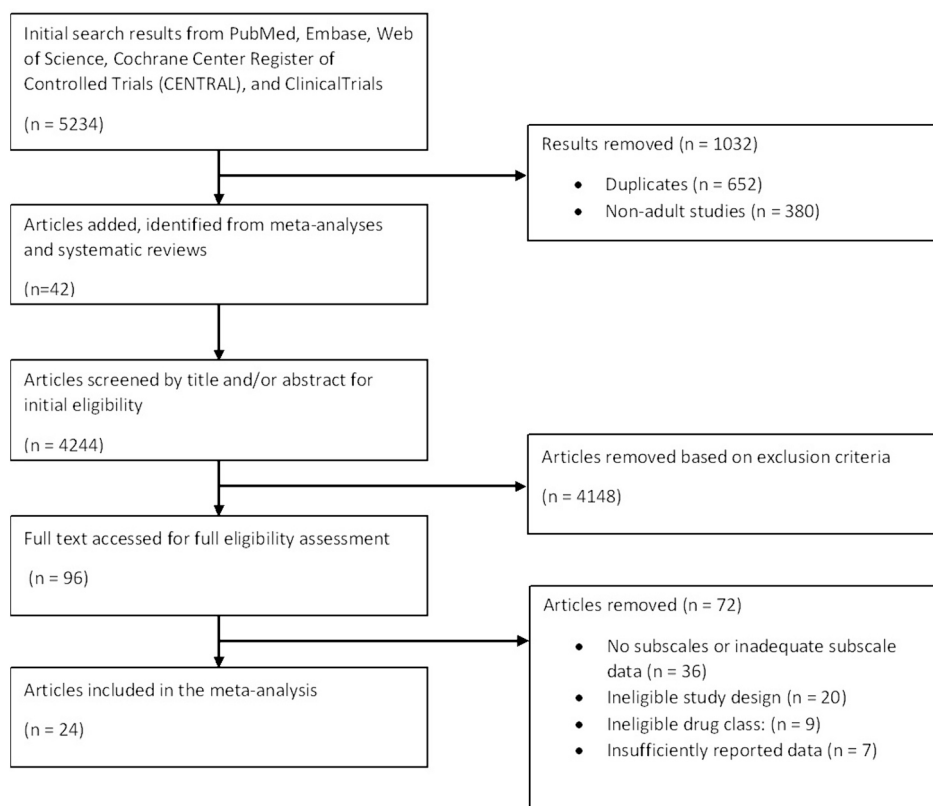 Initial search results from PubMed, Embase, Web
of Science, Cochrane Center Register of
Controlled Trials (CENTRAL), and ClinicalTrials
(n = 5234)
Results removed (n = 1032)
• Duplicates (n = 652)
• Non-adult studies (n = 380)
Articles added, identified from meta-analyses
and systematic reviews
(n=42)
Articles screened by title and/or abstract for
initial eligibility
(n = 4244)
Articles removed based on exclusion criteria
(n = 4148)
Full text accessed for full eligibility assessment
(n = 96)
Articles removed (n = 72)
• No subscales or inadequate subscale
data (n = 36)
• Ineligible study design (n = 20)
• Ineligible drug class: (n = 9)
• Insufficiently reported data (n = 7)
Articles included in the meta-analysis
(n = 24)